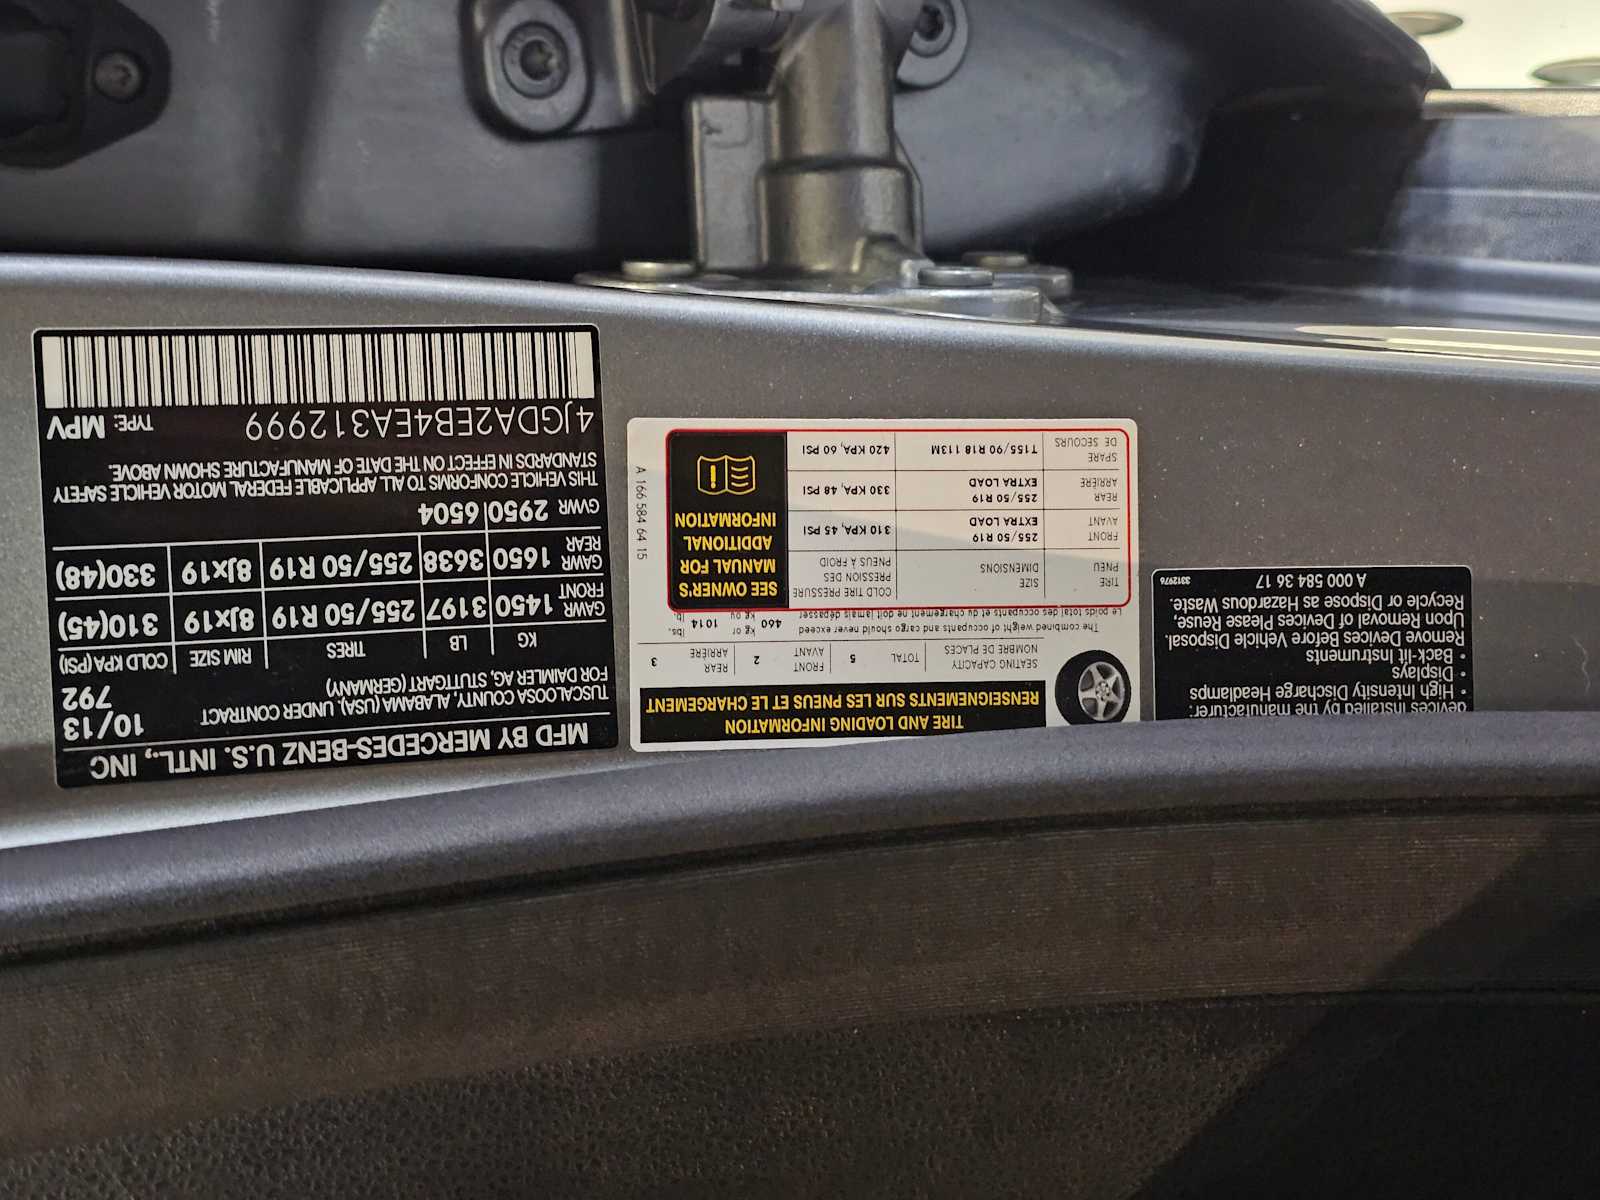 MFD BY MERCEDES-BENZ U.S. INTL., INC
TUSCALOOSA COUNTY, ALABAMA (USA), UNDER CONTRACT
FOR DAIMLER AG, STUTTGART (GERMANY)
10/13
792
KG LB TIRES RIM SIZE COLD KPA (PSI)
GAWR FRONT 1450 3197 255/50 R19 8Jx19 310(45)
GAWR REAR 1650 3638 255/50 R19 8Jx19 330(48)
GVWR 2950 6504
THIS VEHICLE CONFORMS TO ALL APPLICABLE FEDERAL MOTOR VEHICLE SAFETY
STANDARDS IN EFFECT ON THE DATE OF MANUFACTURE SHOWN ABOVE.
4JGDA2EB4EA312999 TYPE: MPV
TIRE AND LOADING INFORMATION
RENSEIGNEMENTS SUR LES PNEUS ET LE CHARGEMENT
SEATING CAPACITY
NOMBRE DE PLACES
TOTAL 5
FRONT
AVANT
2
REAR
ARRIÈRE
3
The combined weight of occupants and cargo should never exceed
Le poids total des occupants et du chargement ne doit jamais dépasser
460 kg or kg ou 1014 lbs. lb.
TIRE
PNEU
SIZE
DIMENSIONS
COLD TIRE PRESSURE
PRESSION DES
PNEUS À FROID
FRONT
AVANT
255/50 R19
EXTRA LOAD
310 KPA, 45 PSI
REAR
ARRIÈRE
255/50 R19
EXTRA LOAD
330 KPA, 48 PSI
SPARE
DE SECOURS
T155/90 R18 113M
420 KPA, 60 PSI
SEE OWNER'S
MANUAL FOR
ADDITIONAL
INFORMATION
A 166 584 64 15
devices installed by the manufacturer:
• High Intensity Discharge Headlamps
• Displays
• Back-lit Instruments
Remove Devices Before Vehicle Disposal.
Upon Removal of Devices Please Reuse,
Recycle or Dispose as Hazardous Waste.
A 000 584 36 17
3312976